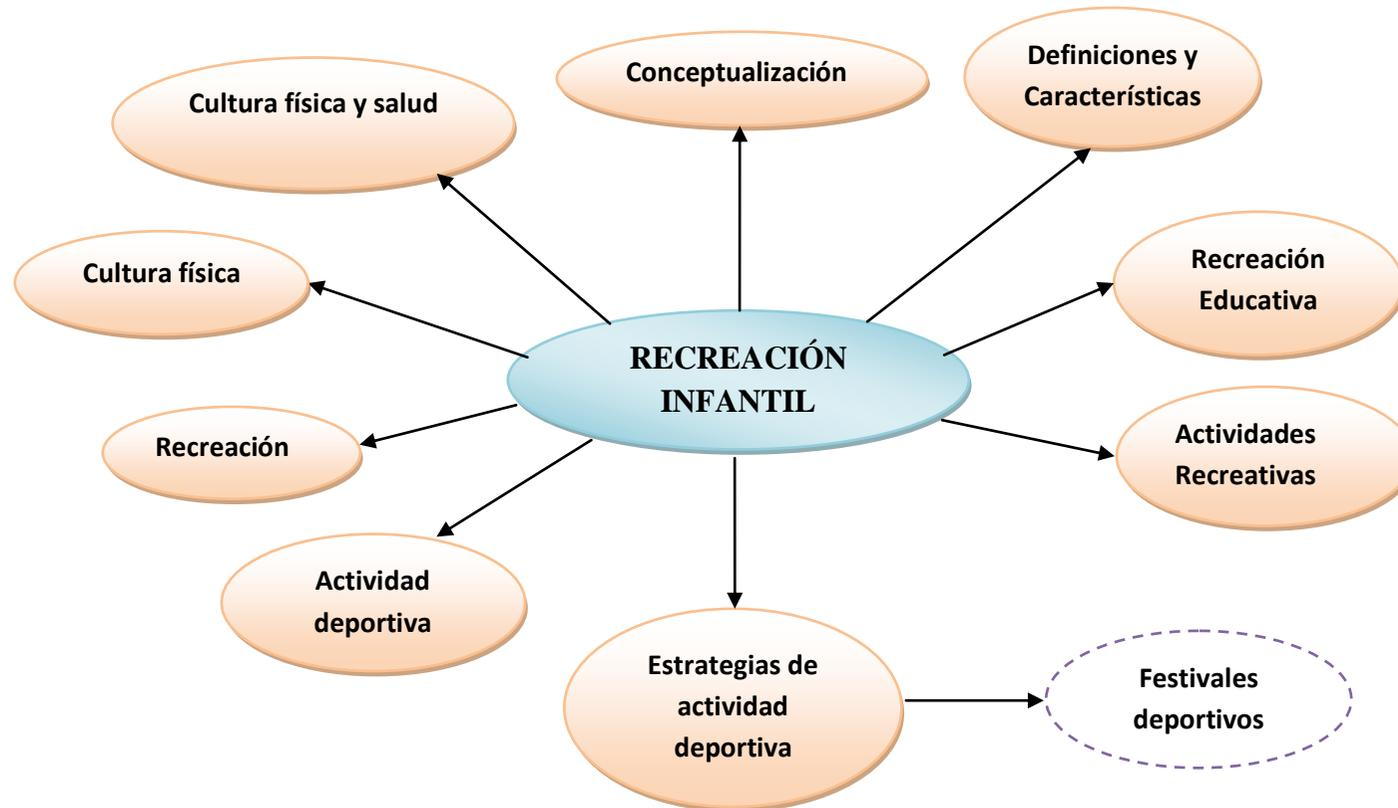 Cultura física y salud
Conceptualización
Definiciones y
Características
Cultura física
Recreación
Educativa
RECREACIÓN
INFANTIL
Recreación
Actividades
Recreativas
Actividad
deportiva
Estrategias de
actividad
deportiva
Festivales
deportivos